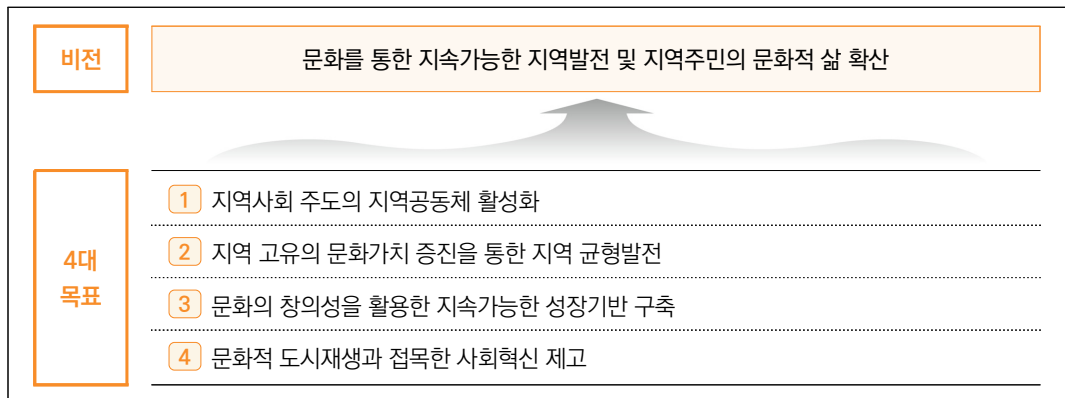 비전
문화를 통한 지속가능한 지역발전 및 지역주민의 문화적 삶 확산
4대
목표
1 지역사회 주도의 지역공동체 활성화
2 지역 고유의 문화가치 증진을 통한 지역 균형발전
3 문화의 창의성을 활용한 지속가능한 성장기반 구축
4 문화적 도시재생과 접목한 사회혁신 제고